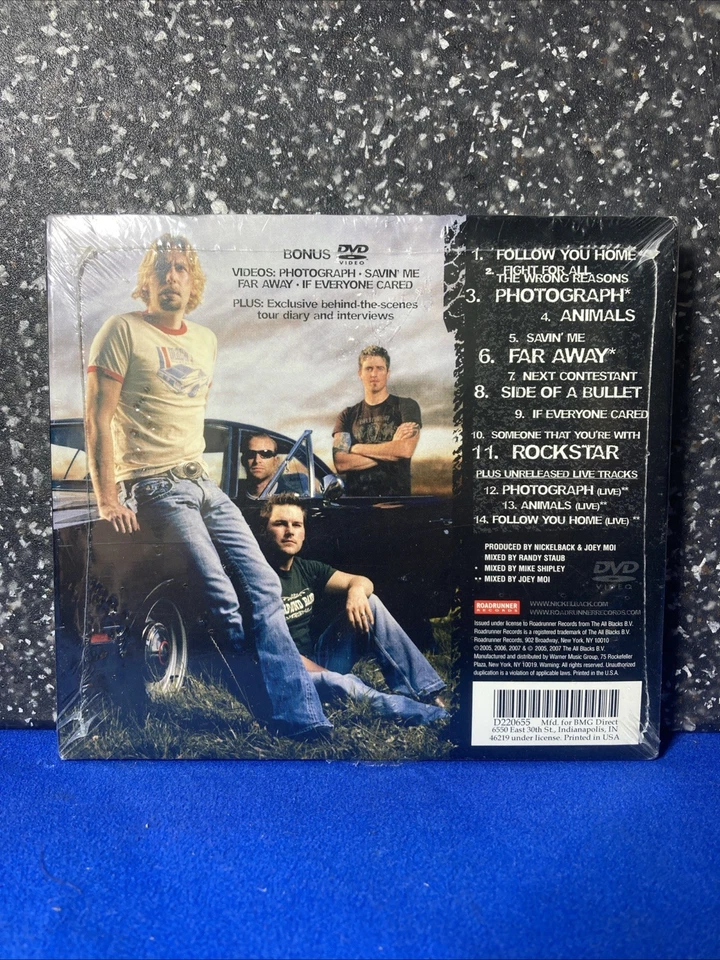 BONUS DVD VIDEO
VIDEOS: PHOTOGRAPH · SAVIN' ME
FAR AWAY · IF EVERYONE CARED
PLUS: Exclusive behind-the-scenes
tour diary and interviews
1. FOLLOW YOU HOME
2. FIGHT FOR ALL
THE WRONG REASONS
3. PHOTOGRAPH*
4. ANIMALS
5. SAVIN' ME
6. FAR AWAY*
7. NEXT CONTESTANT
8. SIDE OF A BULLET
9. IF EVERYONE CARED
10. SOMEONE THAT YOU'RE WITH
11. ROCKSTAR
PLUS UNRELEASED LIVE TRACKS
12. PHOTOGRAPH (LIVE)**
13. ANIMALS (LIVE)**
14. FOLLOW YOU HOME (LIVE) **
PRODUCED BY NICKELBACK & JOEY MOI
MIXED BY RANDY STAUB
* MIXED BY MIKE SHIPLEY
** MIXED BY JOEY MOI
DVD VIDEO
ROADRUNNER RECORDS
WWW.NICKELBACK.COM
WWW.ROADRUNNERRECORDS.COM
Issued under license to Roadrunner Records from The All Blacks B.V.
Roadrunner Records is a registered trademark of The All Blacks B.V.
Roadrunner Records, 902 Broadway, New York, NY 10010
℗ 2005, 2006, 2007 & © 2005, 2007 The All Blacks B.V.
Manufactured and distributed by Warner Music Group, 75 Rockefeller
Plaza, New York, NY 10019. Warning: All rights reserved. Unauthorized
duplication is a violation of applicable laws. Printed in the U.S.A.
D220655 Mfd. for BMG Direct
6550 East 30th St., Indianapolis, IN
46219 under license. Printed in USA